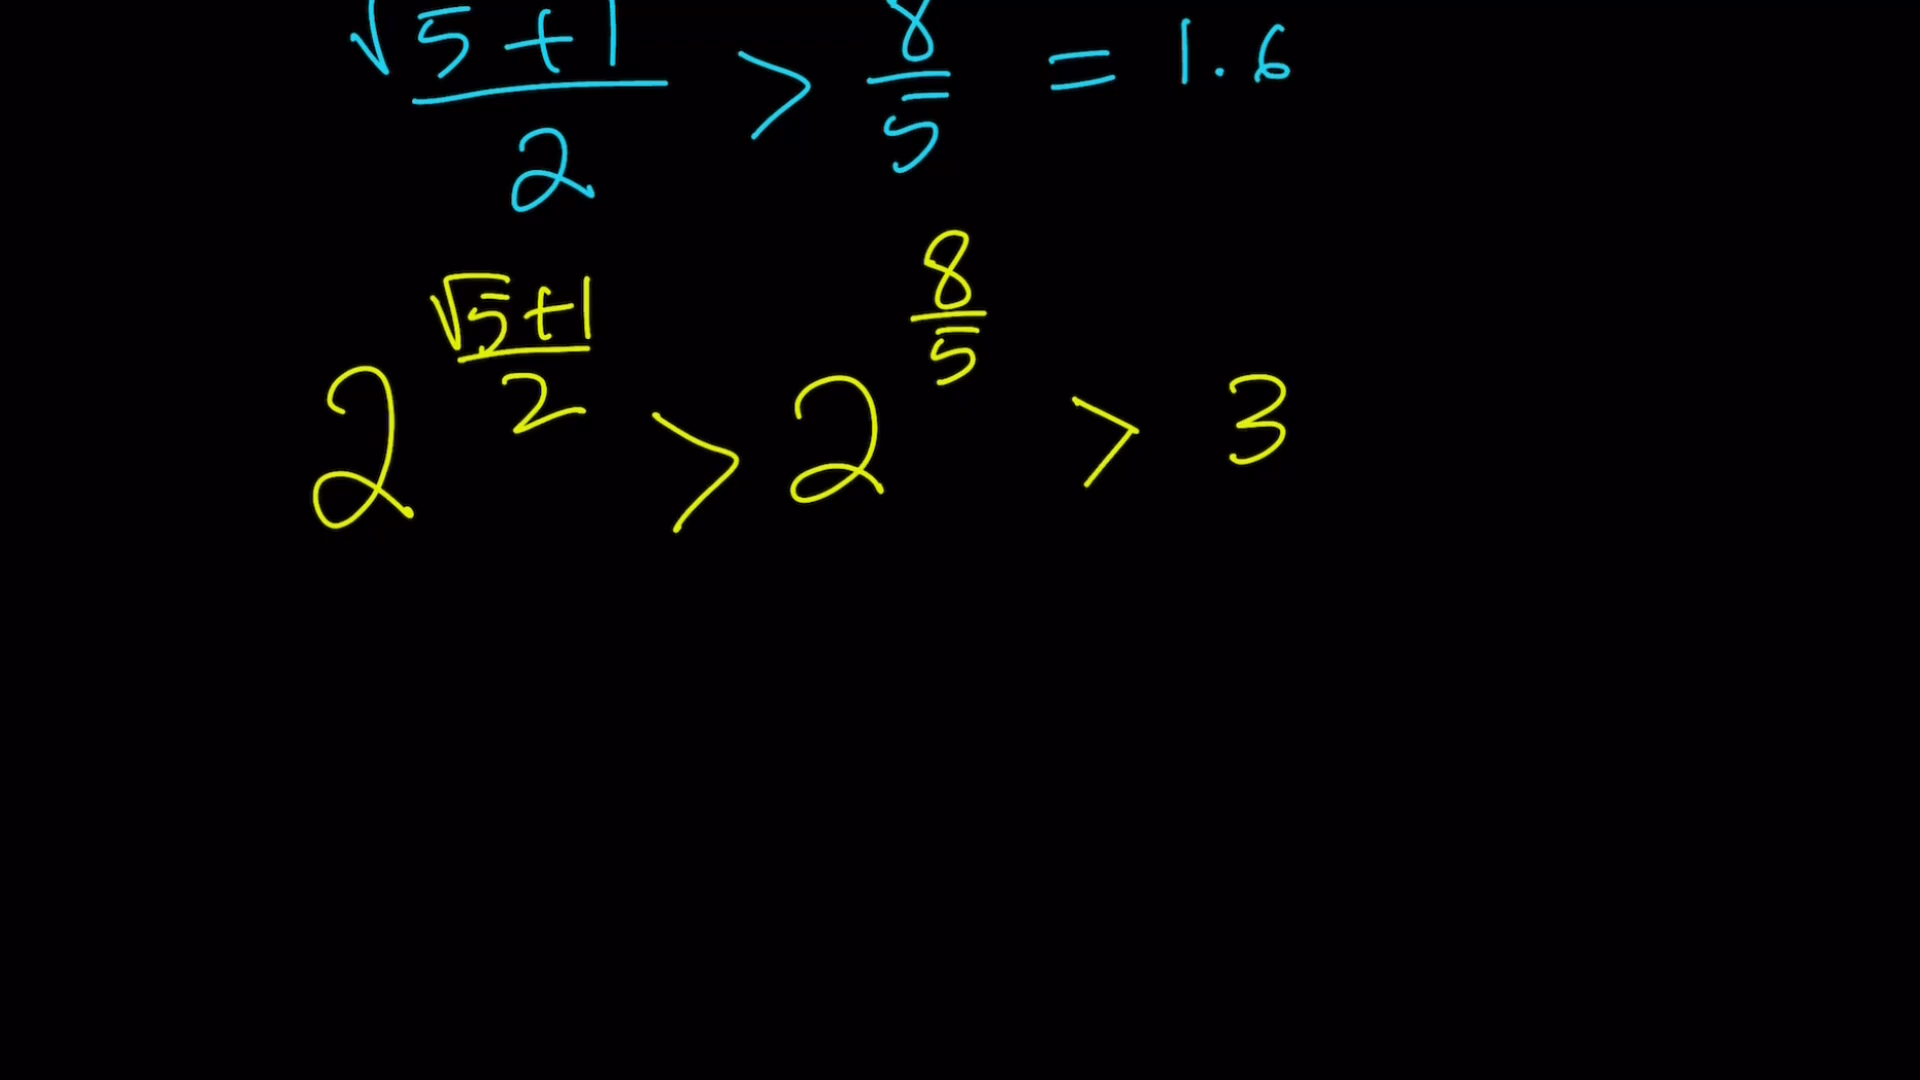 (√5+1)/2 > 8/5 = 1.6
2^((√5+1)/2) > 2^(8/5) > 3